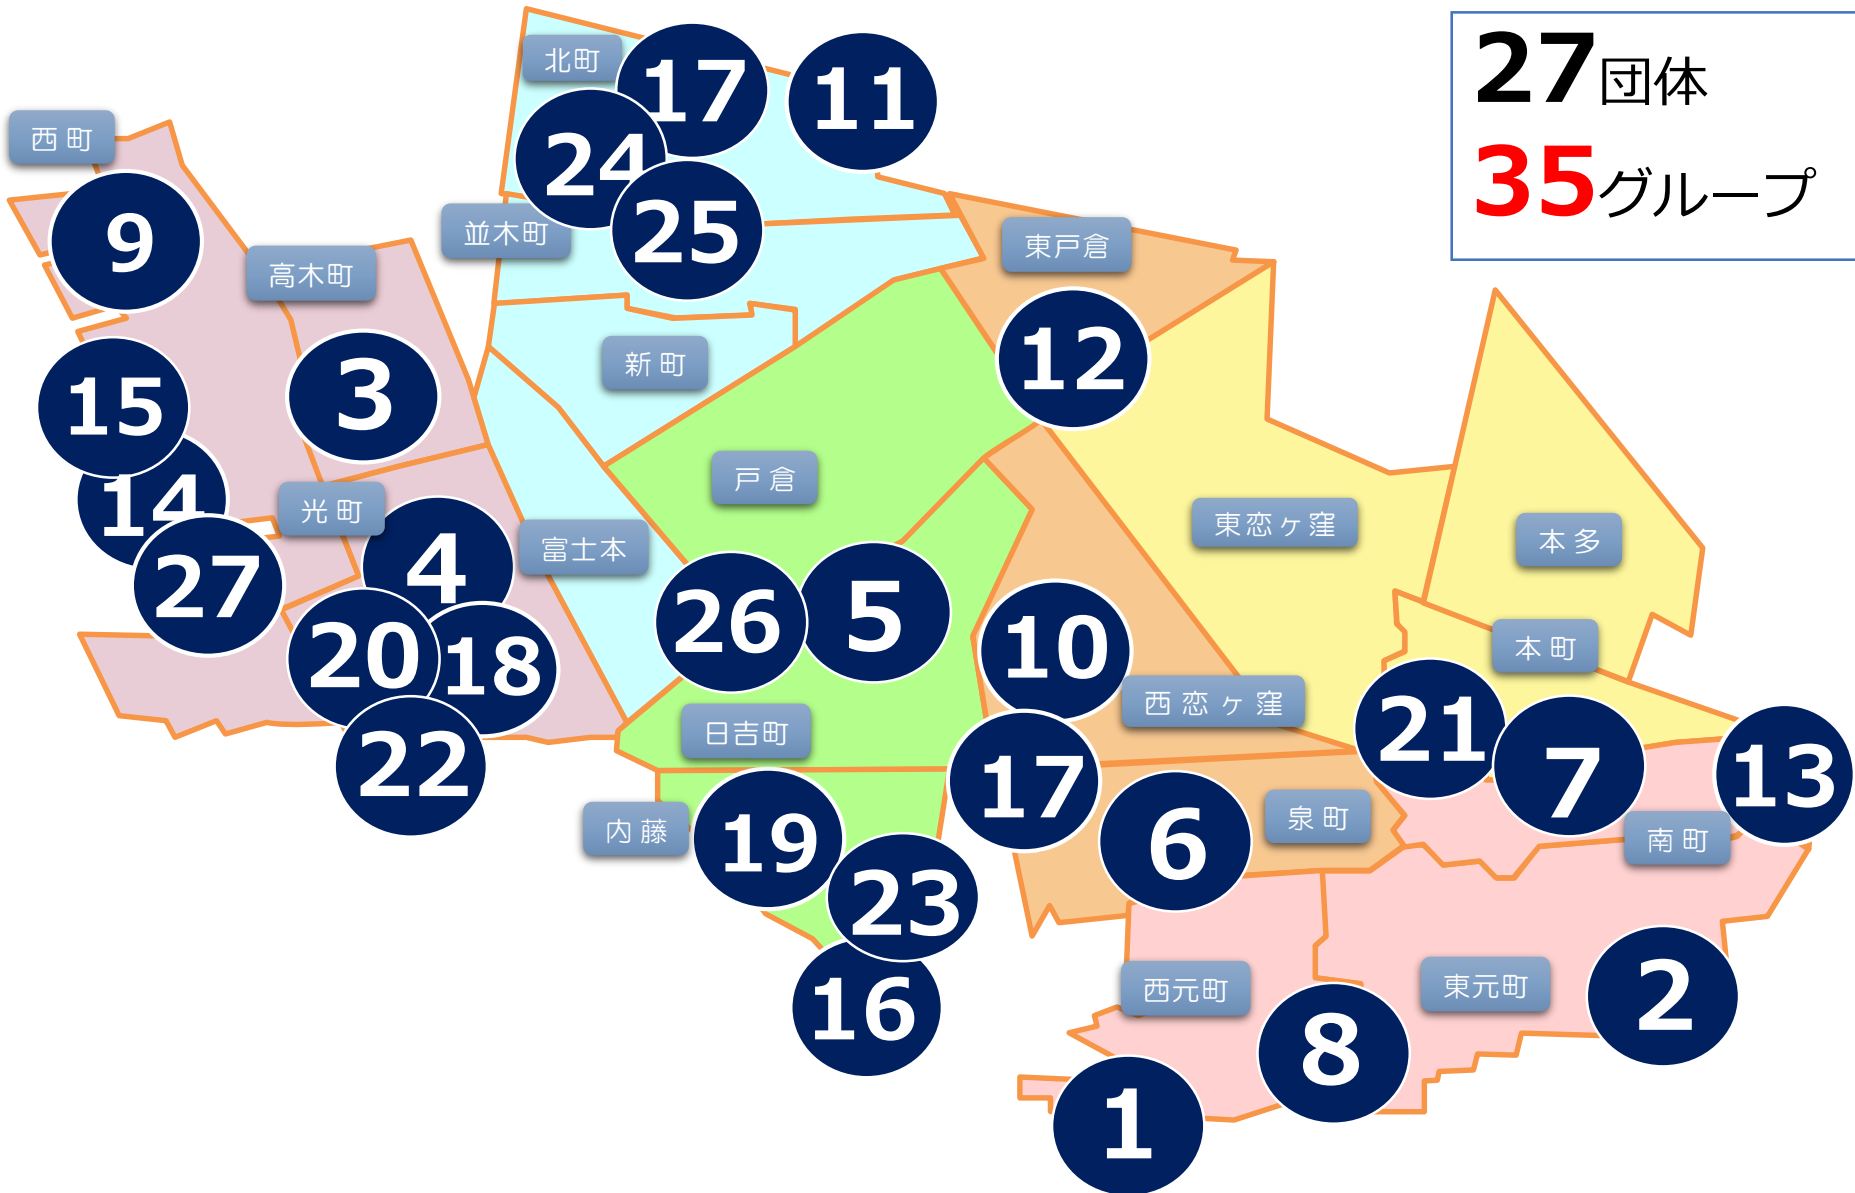 27団体
35グループ
北町
17
11
西町
24
9
並木町
25
東戸倉
高木町
12
新町
3
15
戸倉
14
光町
東恋ヶ窪
本多
富士本
4
27
26
5
10
本町
20
18
西恋ヶ窪
日吉町
21
7
13
22
17
内藤
19
6
泉町
南町
23
西元町
東元町
2
16
8
1